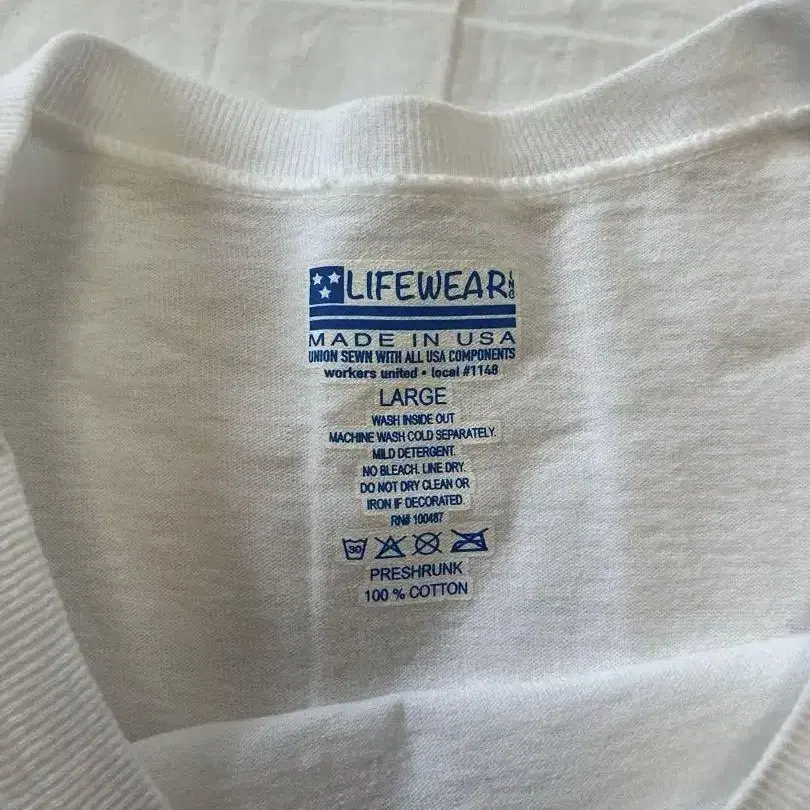 LIFEWEAR INC
MADE IN USA
UNION SEWN WITH ALL USA COMPONENTS
workers united • local #1148
LARGE
WASH INSIDE OUT
MACHINE WASH COLD SEPARATELY.
MILD DETERGENT.
NO BLEACH. LINE DRY.
DO NOT DRY CLEAN OR
IRON IF DECORATED.
RN# 100487
30
PRESHRUNK
100 % COTTON